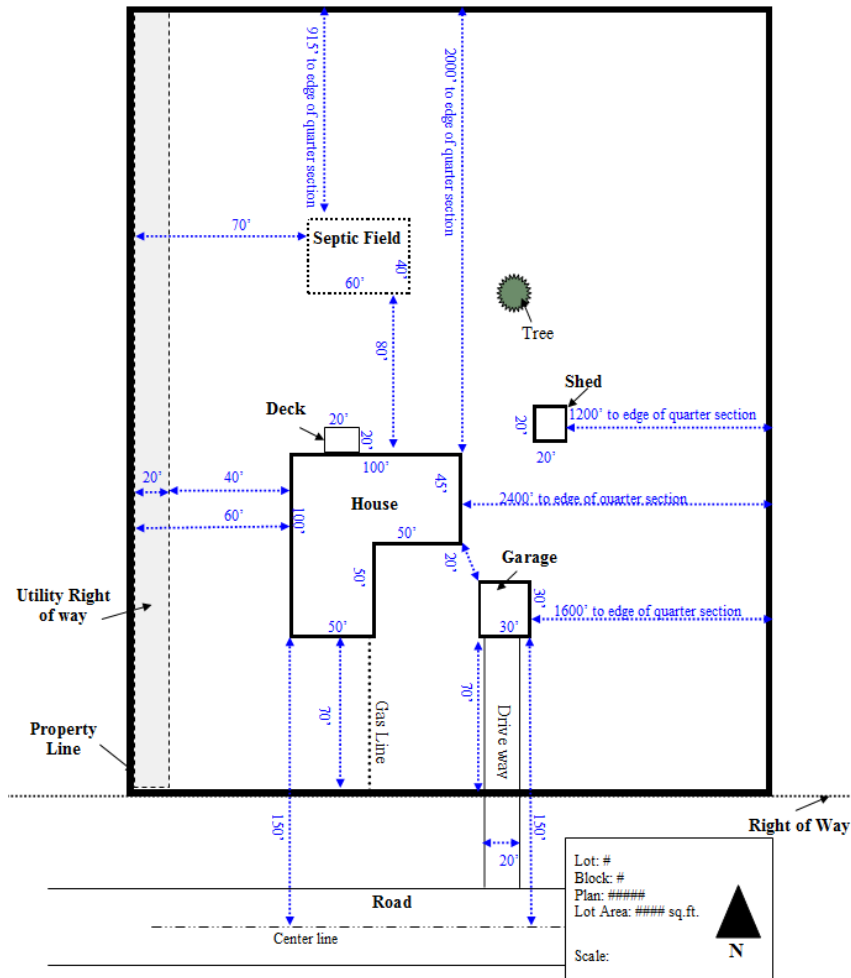 915’ to edge of quarter section
2000’ to edge of quarter section
70’
Septic Field
40’
60’
80’
Tree
Shed
Deck
20’
20’
20’
1200’ to edge of quarter section
20’
100’
20’
40’
45’
House
2400’ to edge of quarter section
60’
100’
50’
20’
Garage
50’
30’
Utility Right
of way
1600’ to edge of quarter section
50’
30’
70’
70’
Gas Line
Drive way
Property
Line
Right of Way
150’
150’
20’
Lot: #
Block: #
Plan: #####
Lot Area: #### sq.ft.
Road
N
Center line
Scale: